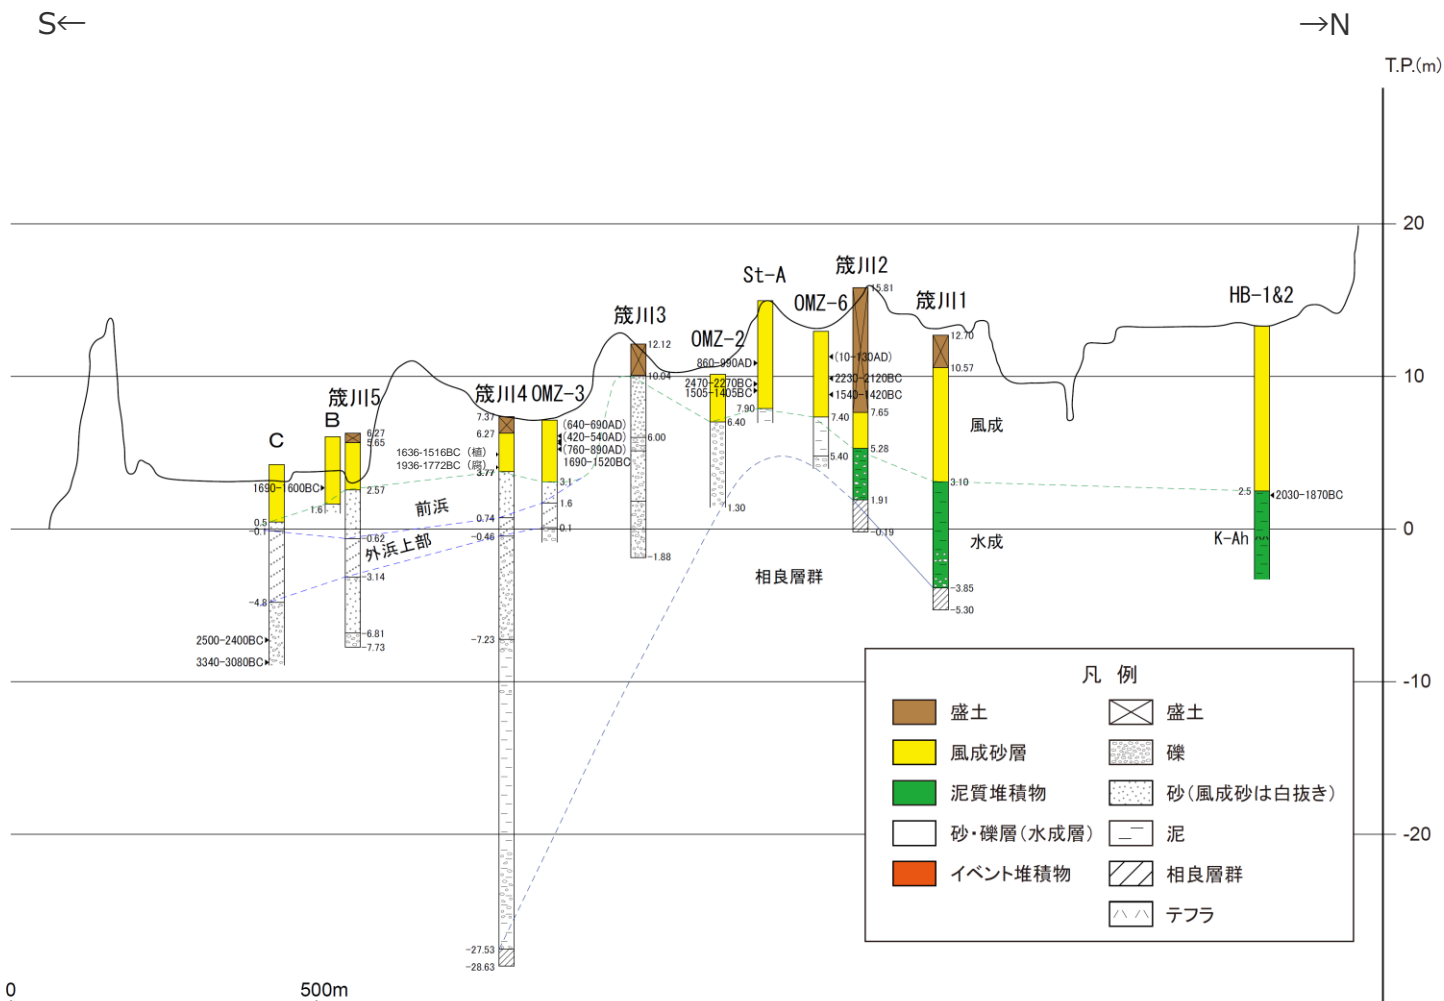 S←
→N
T.P.(m)
20
10
0
-10
-20
C
0.5
-0.1
-4.8
2500-2400BC
3340-3080BC
B
1690-1600BC
1.6
筬川5
6.27
5.65
2.57
-0.62
-3.14
-6.81
-7.73
前浜
外浜上部
筬川4
7.37
6.27
1636-1516BC (植)
1936-1772BC (腐)
3.77
0.74
-0.46
-7.23
-27.53
-28.63
OMZ-3
(640-690AD)
(420-540AD)
(760-890AD)
1690-1520BC
3.1
1.6
0.1
筬川3
12.12
10.04
6.00
-1.88
OMZ-2
6.40
1.30
St-A
860-990AD
2470-2270BC
1505-1405BC
7.90
OMZ-6
(10-130AD)
2230-2120BC
1540-1420BC
7.40
5.40
筬川2
15.81
7.65
5.28
1.91
-0.19
筬川1
12.70
10.57
3.10
-3.85
-5.30
風成
水成
相良層群
HB-1&2
2.5
2030-1870BC
K-Ah
凡 例
盛土
盛土
風成砂層
礫
泥質堆積物
砂(風成砂は白抜き)
砂・礫層(水成層)
泥
イベント堆積物
相良層群
テフラ
0
500m